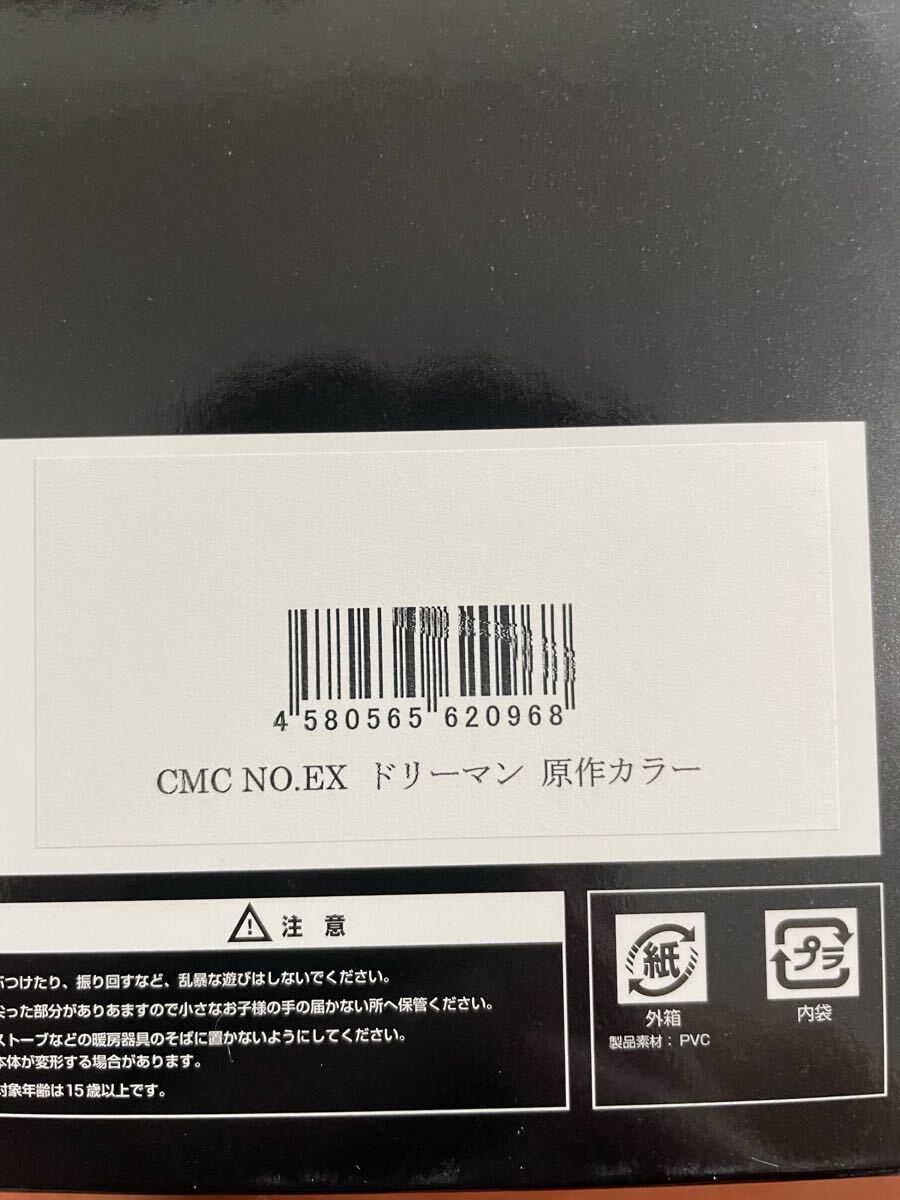 4 580565 620968
CMC NO.EX ドリーマン 原作カラー
注意
ぶつけたり、振り回すなど、乱暴な遊びはしないでください。
尖った部分がありあますので小さなお子様の手の届かない所へ保管ください。
ストーブなどの暖房器具のそばに置かないようにしてください。
本体が変形する場合があります。
対象年齢は15歳以上です。
紙
外箱
プラ
内袋
製品素材：PVC